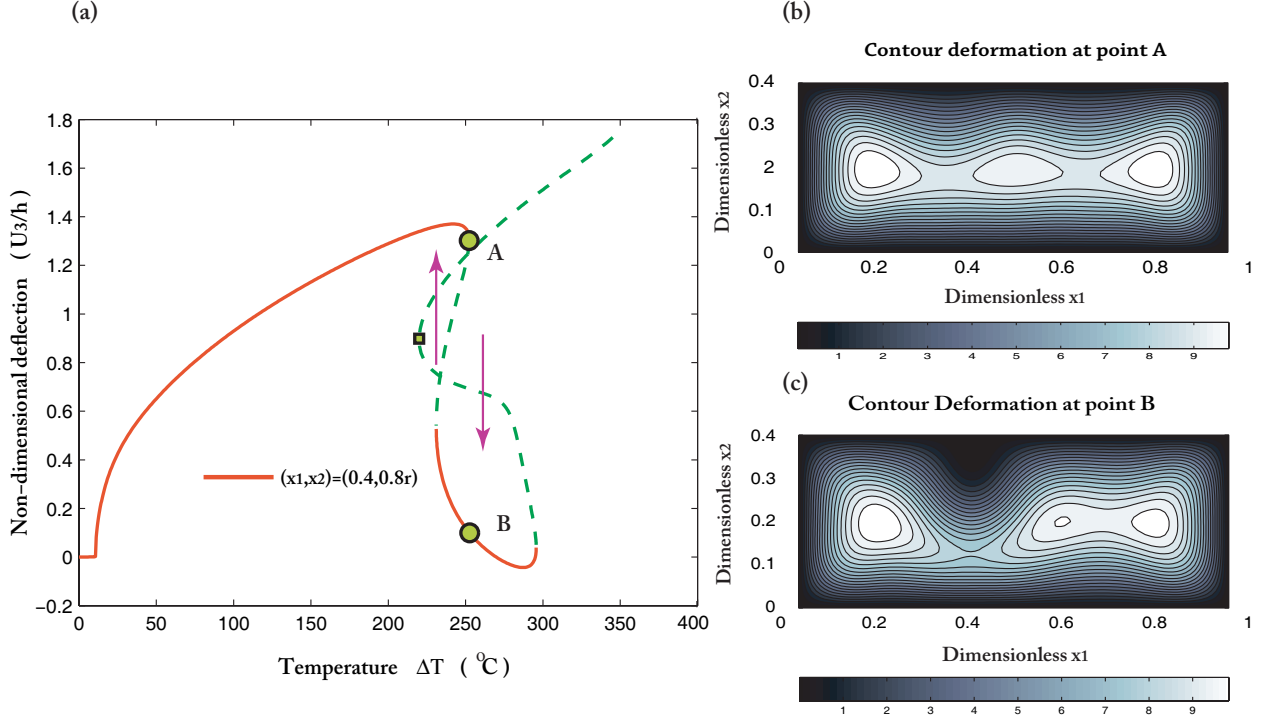 (a)
1.8
1.6
1.4
1.2
1
0.8
0.6
0.4
0.2
0
−0.2
Non−dimensional deflection ( U3/h )
A
B
(x1,x2)=(0.4,0.8r)
0 50 100 150 200 250 300 350 400
Temperature ΔT ( °C)
(b)
Contour deformation at point A
0.4
0.3
2
0.1
0
Dimensionless x2
0.2 0.4 0.6 0.8 1
Dimensionless x1
1 2 3 4 5 6 7 8 9
(c)
Contour Deformation at point B
0.4
0.3
0.2
0.1
0
Dimensionless x2
0.2 0.4 0.6 0.8 1
Dimensionless x1
1 2 3 4 5 6 7 8 9